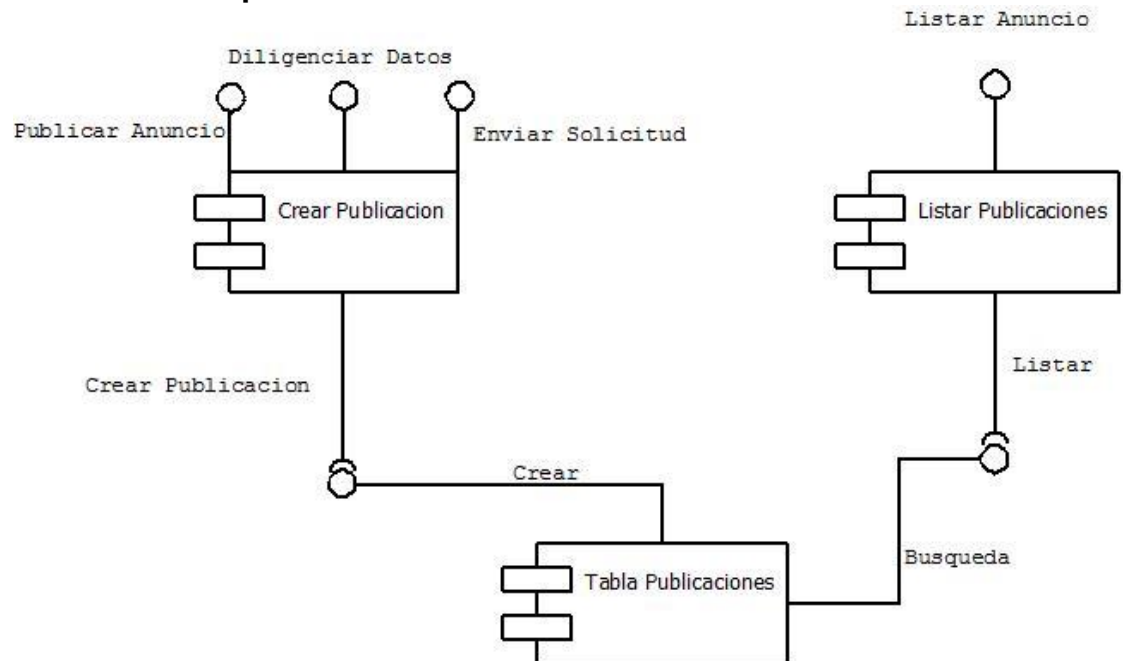 Listar Anuncio
Diligenciar Datos
Publicar Anuncio
Enviar Solicitud
Crear Publicacion
Listar Publicaciones
Crear Publicacion
Listar
Crear
Busqueda
Tabla Publicaciones